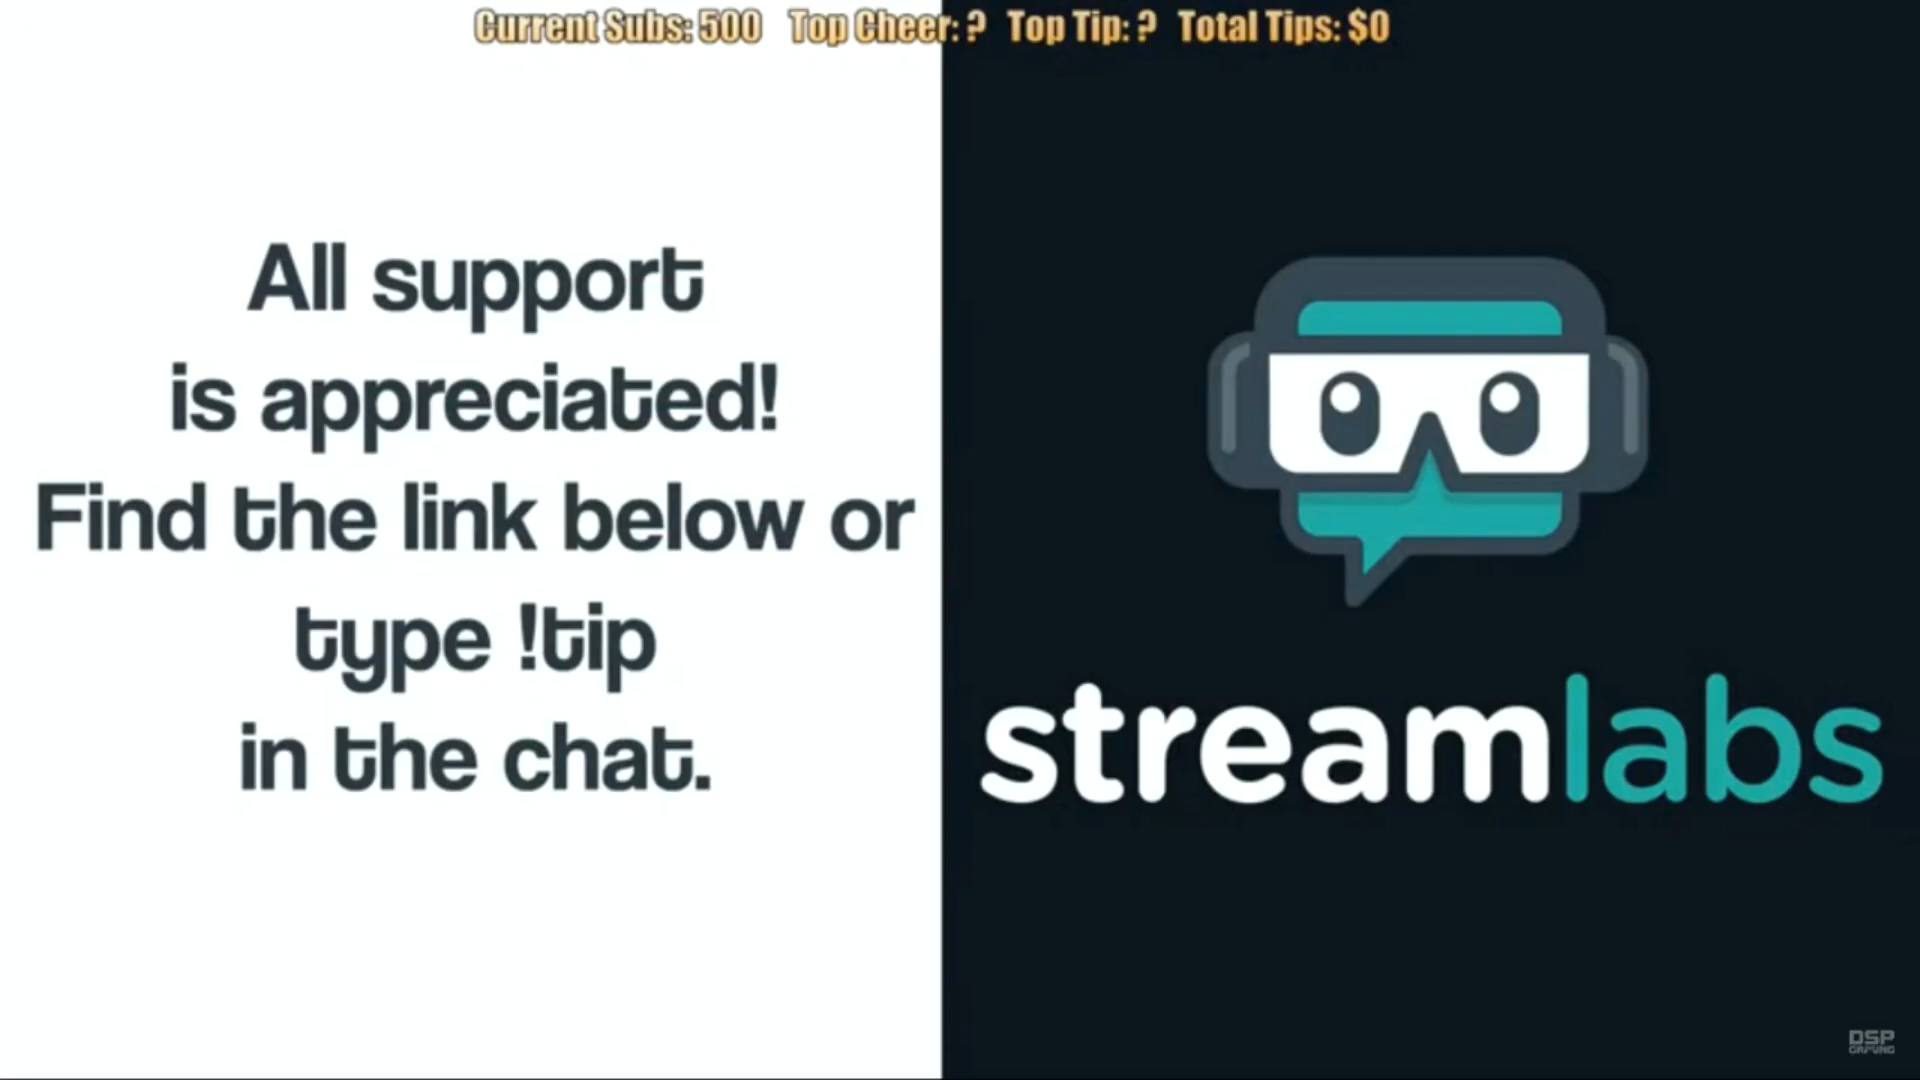 Current Subs: 500 Top Cheer: ? Top Tip: ? Total Tips: $0
All support
is appreciated!
Find the link below or
type !tip
in the chat.
streamlabs
DSP
GAMING